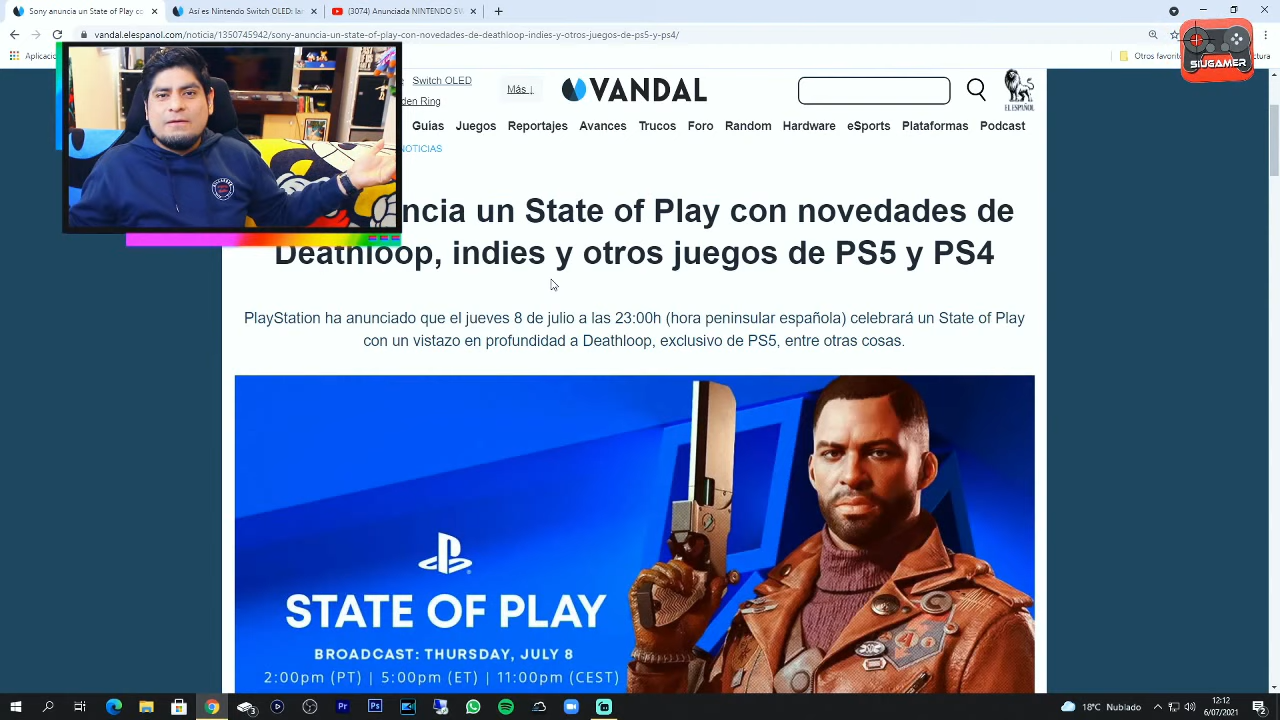 Sony anuncia un State of Play co
Así es Nintendo Switch OLED: la
(3074) Anunciada NINTENDO SW
vandal.elespanol.com/noticia/1350745942/sony-anuncia-un-state-of-play-con-novedades-de-deathloop-indies-y-otros-juegos-de-ps5-y-ps4/
Aplicacio
Otros favorito
ctura
SIUGAMER
Switch OLED
Más ↓
VANDAL
EL ESPAÑOL
den Ring
Guías Juegos Reportajes Avances Trucos Foro Random Hardware eSports Plataformas Podcast
NOTICIAS
ncia un State of Play con novedades de
Deathloop, indies y otros juegos de PS5 y PS4
PlayStation ha anunciado que el jueves 8 de julio a las 23:00h (hora peninsular española) celebrará un State of Play
con un vistazo en profundidad a Deathloop, exclusivo de PS5, entre otras cosas.
STATE OF PLAY
BROADCAST: THURSDAY, JULY 8
2:00pm (PT) | 5:00pm (ET) | 11:00pm (CEST)
Pr
Ps
18°C Nublado
12:12
6/07/2021